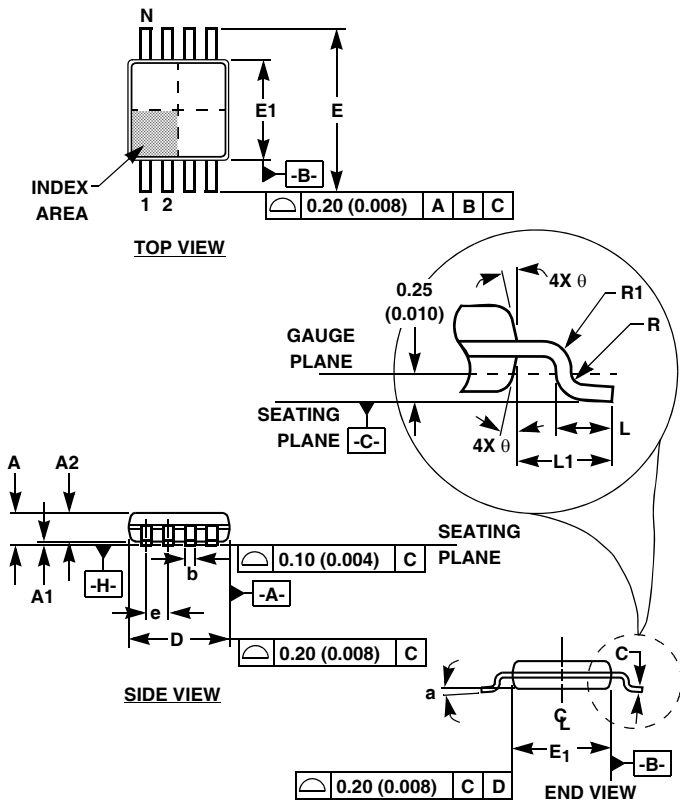 N
E1
E
-B-
INDEX
AREA
1 2
0.20 (0.008) A B C
TOP VIEW
0.25
(0.010)
4X θ
R1
R
GAUGE
PLANE
SEATING
PLANE
-C-
4X θ
L
L1
A
A2
SEATING
PLANE
A1
-H-
b
0.10 (0.004) C
-A-
e
D
0.20 (0.008) C
SIDE VIEW
C
a
CL
E1
-B-
0.20 (0.008) C D
END VIEW